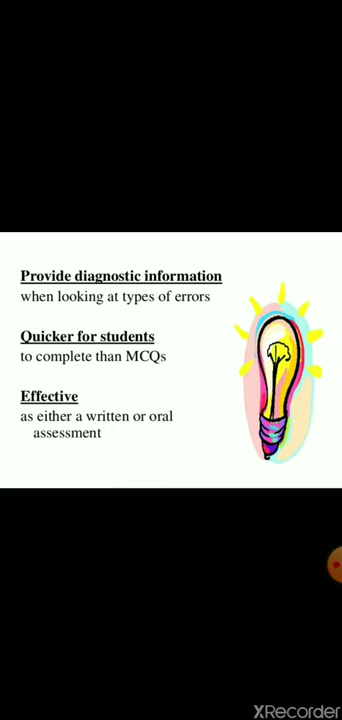 Provide diagnostic information
when looking at types of errors
Quicker for students
to complete than MCQs
Effective
as either a written or oral
assessment
XRecorder